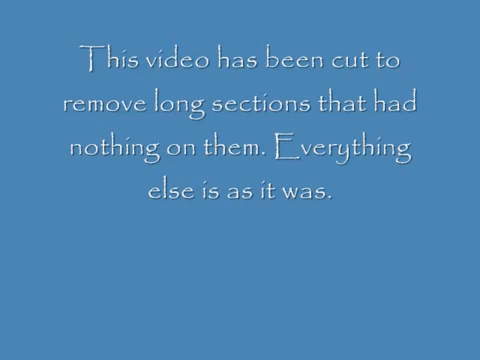 This video has been cut to
remove long sections that had
nothing on them. Everything
else is as it was.